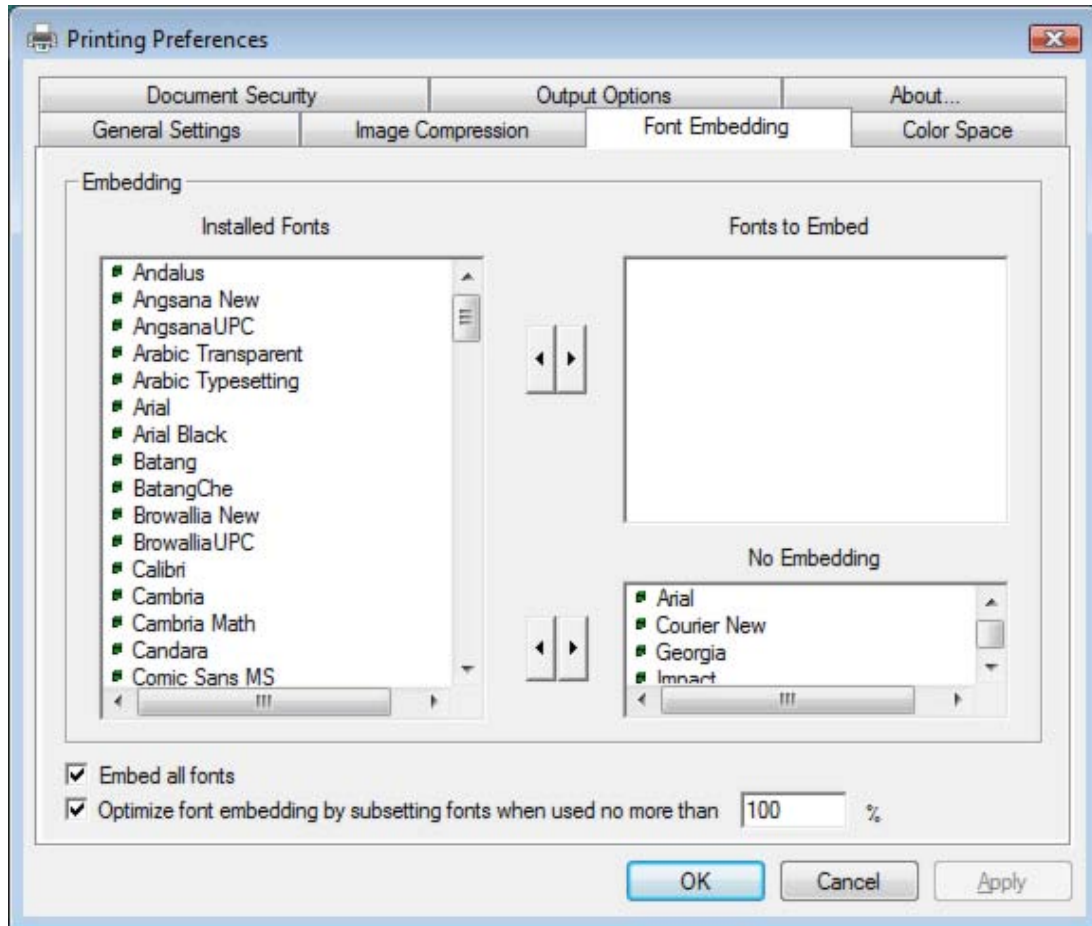 Printing Preferences
Document Security
Output Options
About...
General Settings
Image Compression
Font Embedding
Color Space
Embedding
Installed Fonts
Andalus
Angsana New
AngsanaUPC
Arabic Transparent
Arabic Typesetting
Arial
Arial Black
Batang
BatangChe
Browallia New
BrowalliaUPC
Calibri
Cambria
Cambria Math
Candara
Comic Sans MS
Fonts to Embed
No Embedding
Arial
Courier New
Georgia
Impact
Embed all fonts
Optimize font embedding by subsetting fonts when used no more than 100 %
OK
Cancel
Apply